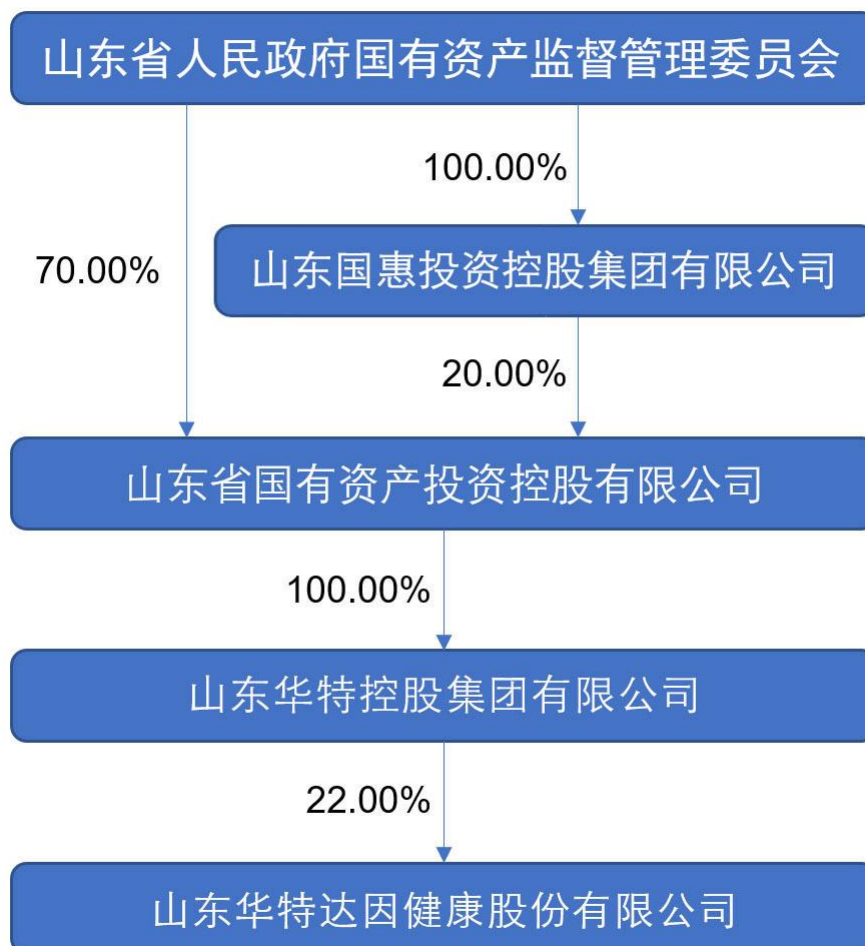 山东省人民政府国有资产监督管理委员会
100.00%
山东国惠投资控股集团有限公司
70.00%
20.00%
山东省国有资产投资控股有限公司
100.00%
山东华特控股集团有限公司
22.00%
山东华特达因健康股份有限公司